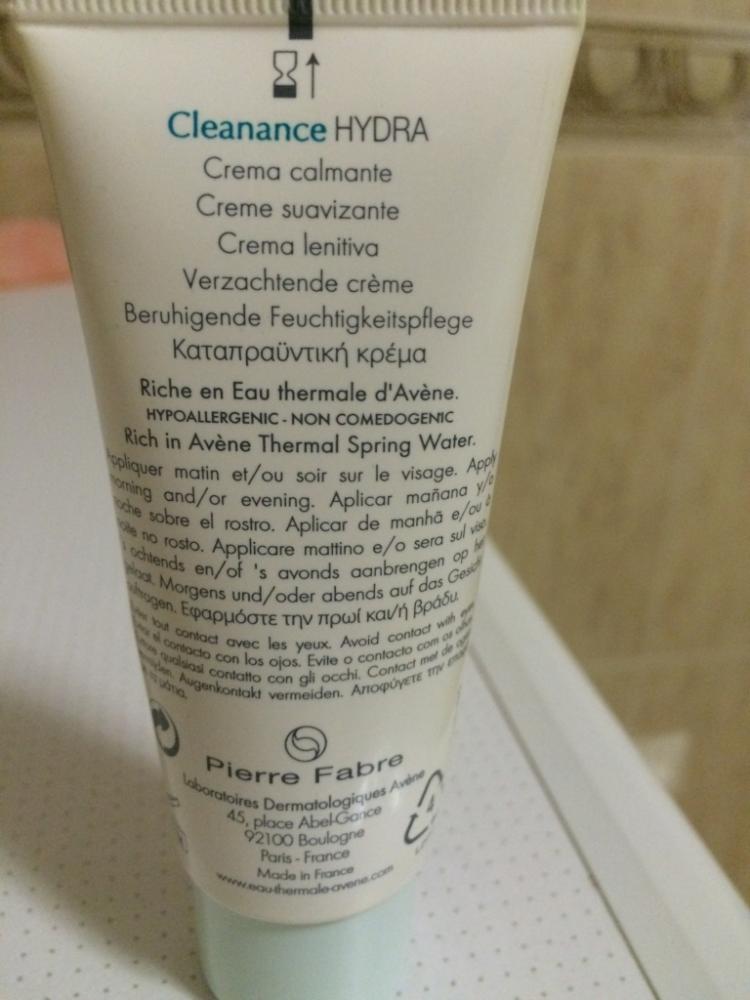 Cleanance HYDRA
Crema calmante
Creme suavizante
Crema lenitiva
Verzachtende crème
Beruhigende Feuchtigkeitspflege
Καταπραϋντική κρέμα
Riche en Eau thermale d'Avène.
HYPOALLERGENIC - NON COMEDOGENIC
Rich in Avène Thermal Spring Water.
Appliquer matin et/ou soir sur le visage. Apply
morning and/or evening. Aplicar mañana y/o
noche sobre el rostro. Aplicar de manhã e/ou à
noite no rosto. Applicare mattino e/o sera sul viso.
ochtends en/of 's avonds aanbrengen op het
gelaat. Morgens und/oder abends auf das Gesicht
auftragen. Εφαρμόστε την πρωί και/ή βράδυ.
tout contact avec les yeux. Avoid contact with eyes.
el contacto con los ojos. Evite o contacto com os olhos.
qualsiasi contatto con gli occhi. Contact met de ogen
Augenkontakt vermeiden. Αποφύγετε την επαφή
τα μάτια.
Pierre Fabre
Laboratoires Dermatologiques Avène
45, place Abel-Gance
92100 Boulogne
Paris - France
Made in France
www.eau-thermale-avene.com